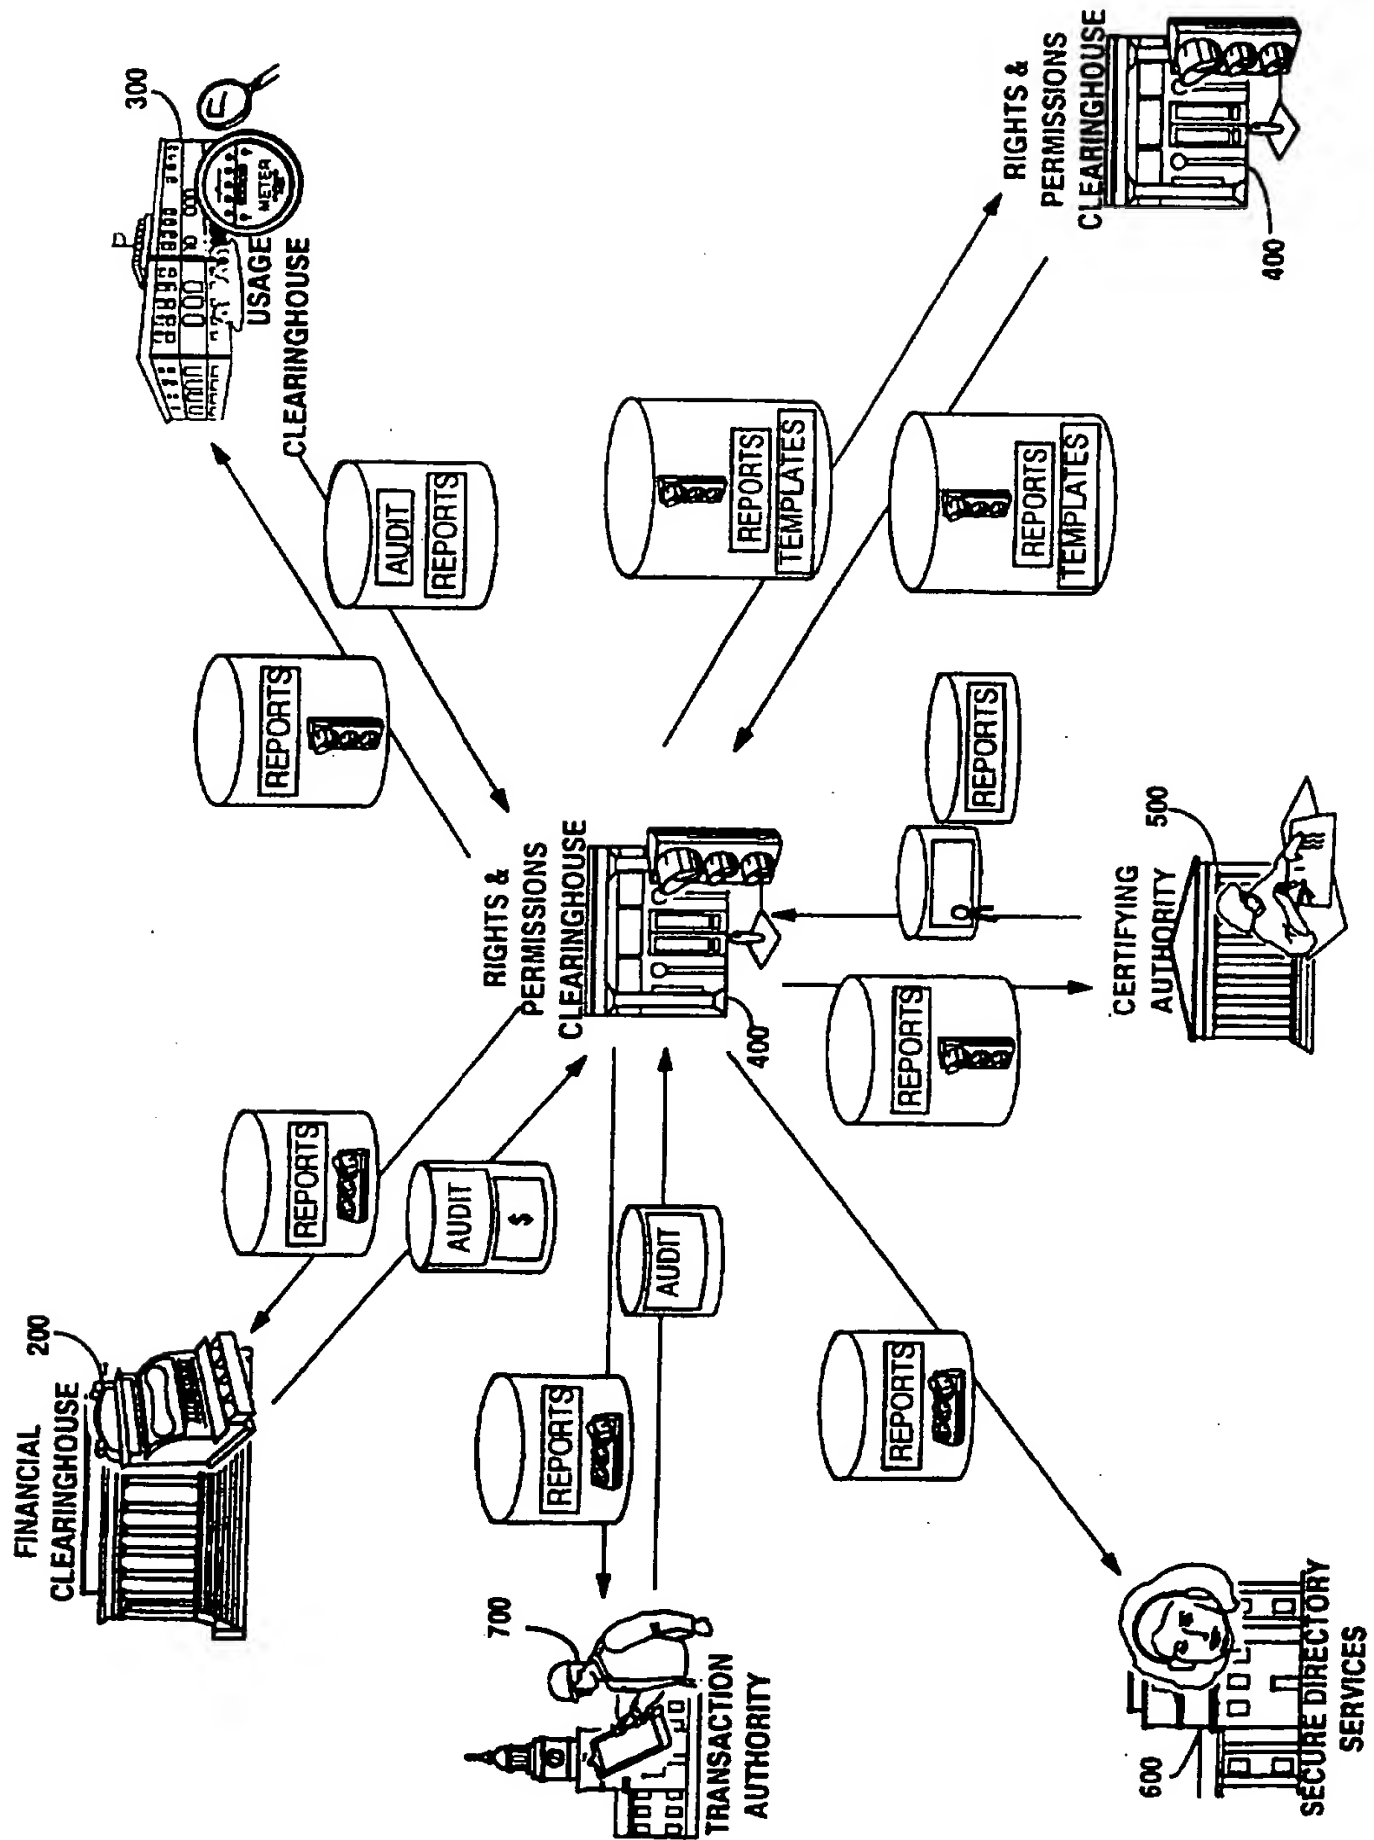 FINANCIAL
CLEARINGHOUSE
200
USAGE
CLEARINGHOUSE
300
METER
REPORTS
REPORTS
AUDIT
REPORTS
AUDIT
$
RIGHTS &
PERMISSIONS
CLEARINGHOUSE
400
TRANSACTION
AUTHORITY
700
REPORTS
AUDIT
REPORTS
TEMPLATES
REPORTS
TEMPLATES
RIGHTS &
PERMISSIONS
CLEARINGHOUSE
400
REPORTS
REPORTS
REPORTS
SECURE DIRECTORY
SERVICES
600
CERTIFYING
AUTHORITY
500